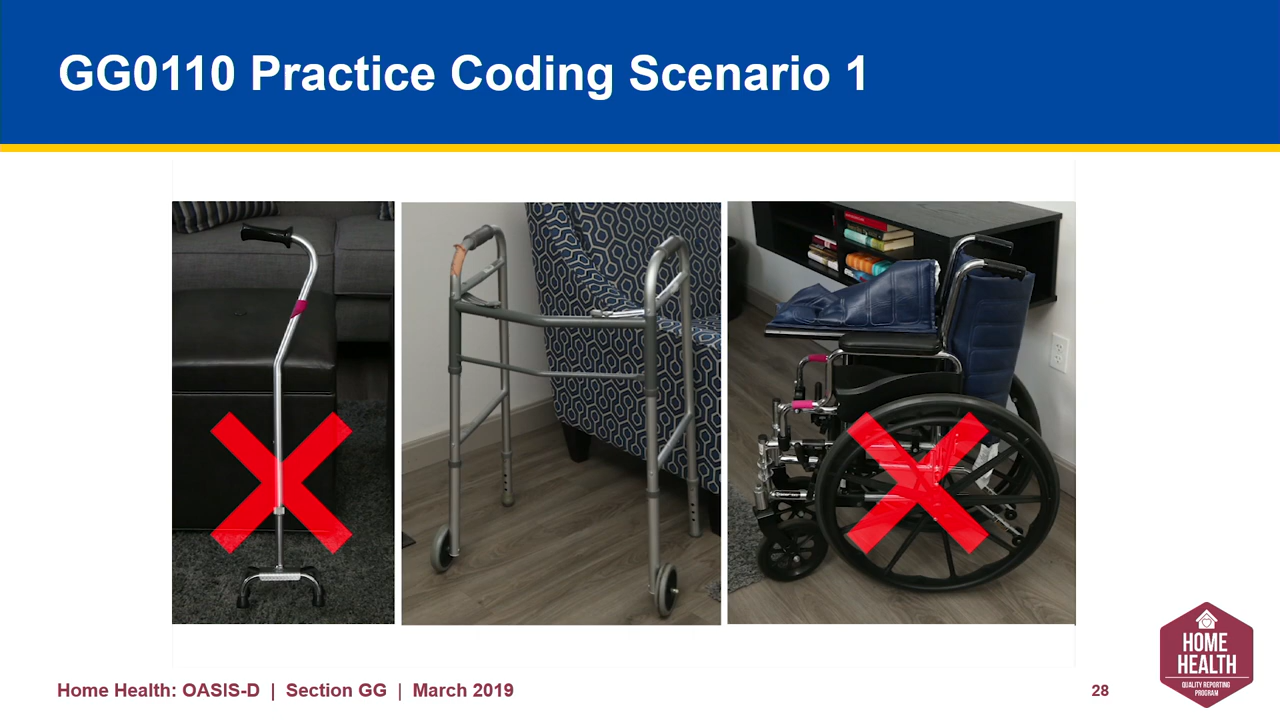 GG0110 Practice Coding Scenario 1
Home Health: OASIS-D | Section GG | March 2019
28
HOME
HEALTH
QUALITY REPORTING
PROGRAM